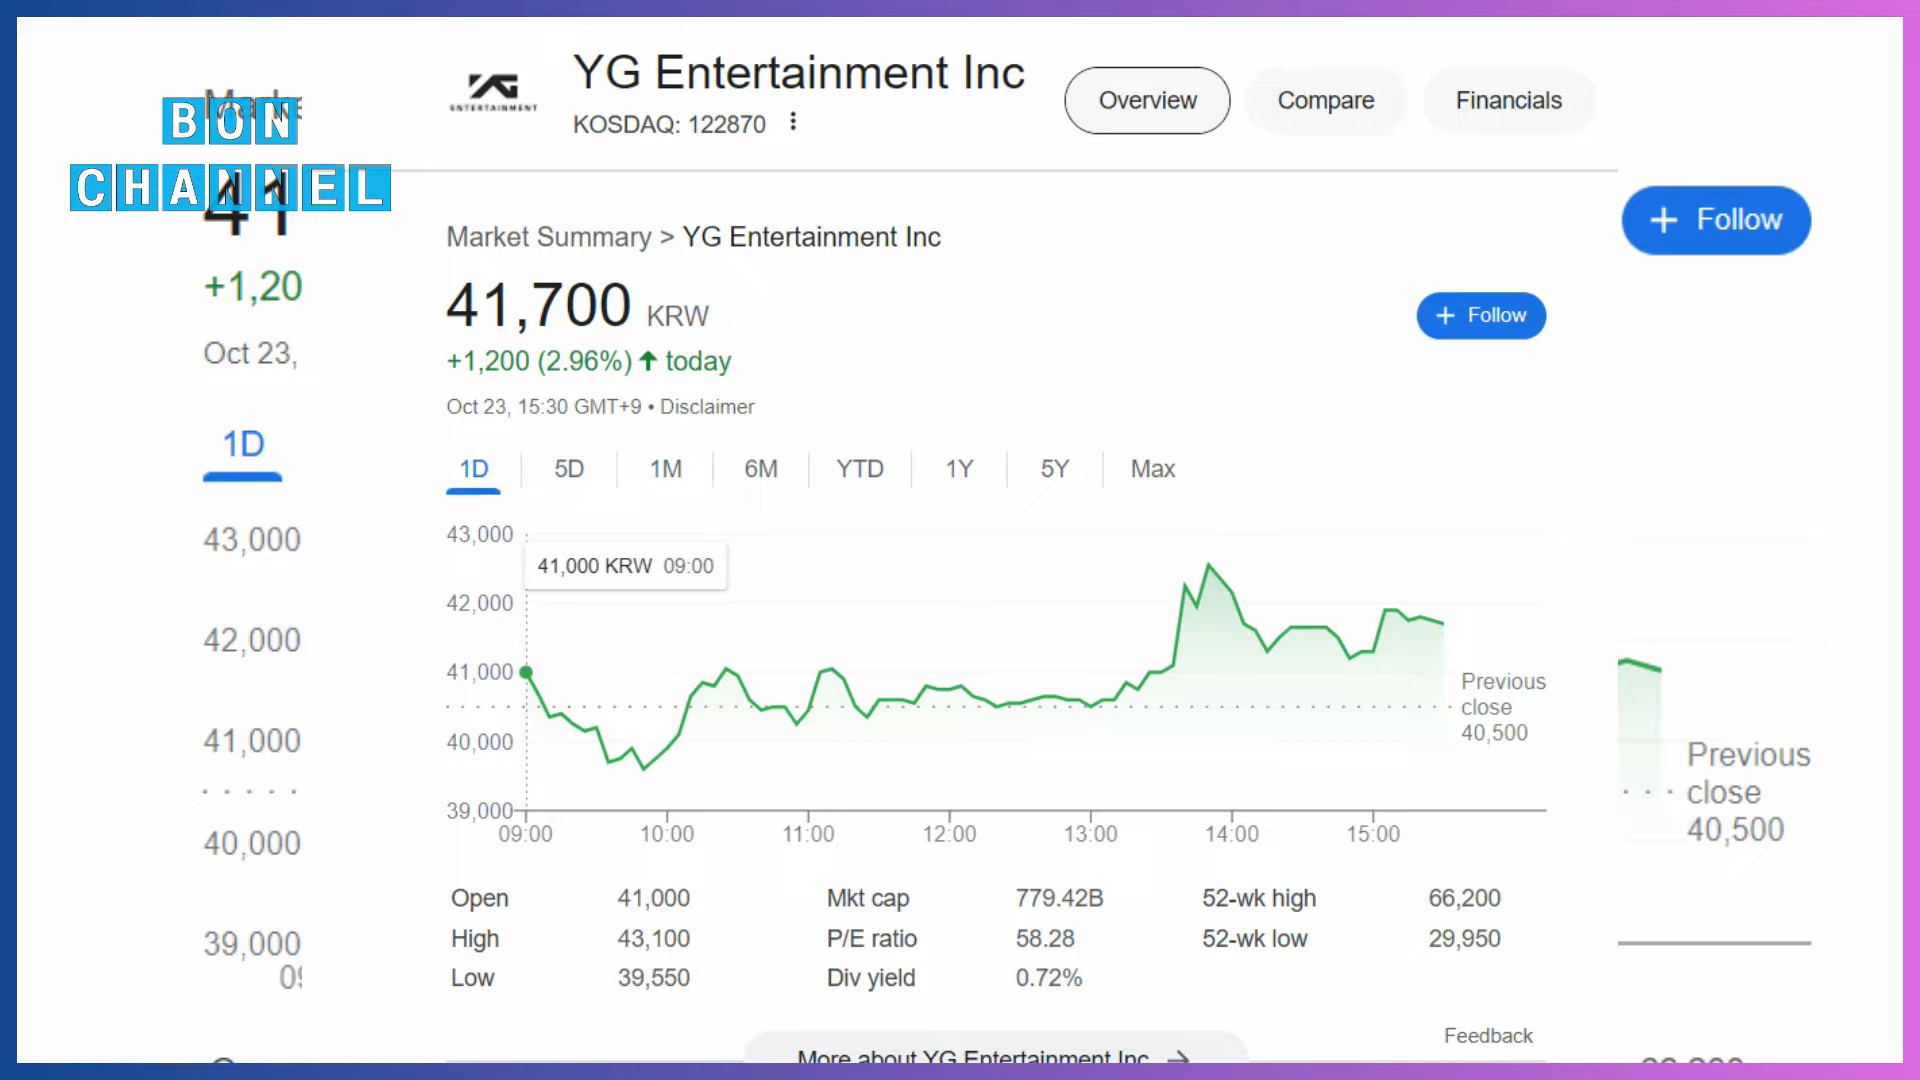 YG Entertainment Inc
YG
ENTERTAINMENT
KOSDAQ: 122870
Overview
Compare
Financials
BON
CHANNEL
41
+1,20
Oct 23,
1D
43,000
42,000
41,000
40,000
39,000
Market Summary > YG Entertainment Inc
41,700 KRW
+1,200 (2.96%) ↑ today
Oct 23, 15:30 GMT+9 • Disclaimer
+ Follow
1D 5D 1M 6M YTD 1Y 5Y Max
43,000
41,000 KRW 09:00
42,000
41,000
40,000
39,000
Previous
close
40,500
09:00 10:00 11:00 12:00 13:00 14:00 15:00
Open 41,000 Mkt cap 779.42B 52-wk high 66,200
High 43,100 P/E ratio 58.28 52-wk low 29,950
Low 39,550 Div yield 0.72%
Feedback
More about YG Entertainment Inc →
+ Follow
Previous
close
40,500